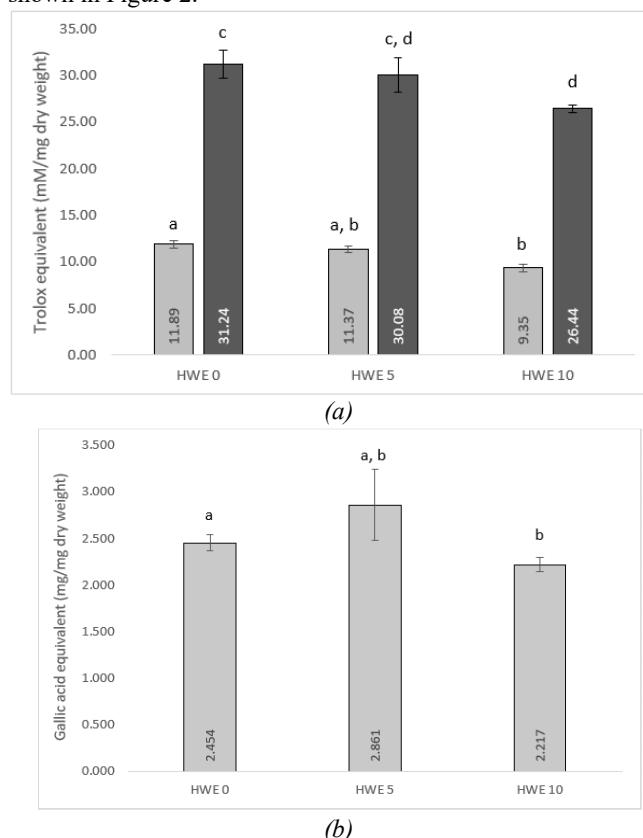 shown in Figure 2.
35.00
30.00
25.00
20.00
15.00
10.00
5.00
0.00
Trolox equivalent (mM/mg dry weight)
c
c, d
d
a
a, b
b
11.89
31.24
11.37
30.08
9.35
26.44
HWE 0
HWE 5
HWE 10
(a)
3.500
3.000
2.500
2.000
1.500
1.000
0.500
0.000
Gallic acid equivalent (mg/mg dry weight)
a
a, b
b
2.454
2.861
2.217
HWE 0
HWE 5
HWE 10
(b)